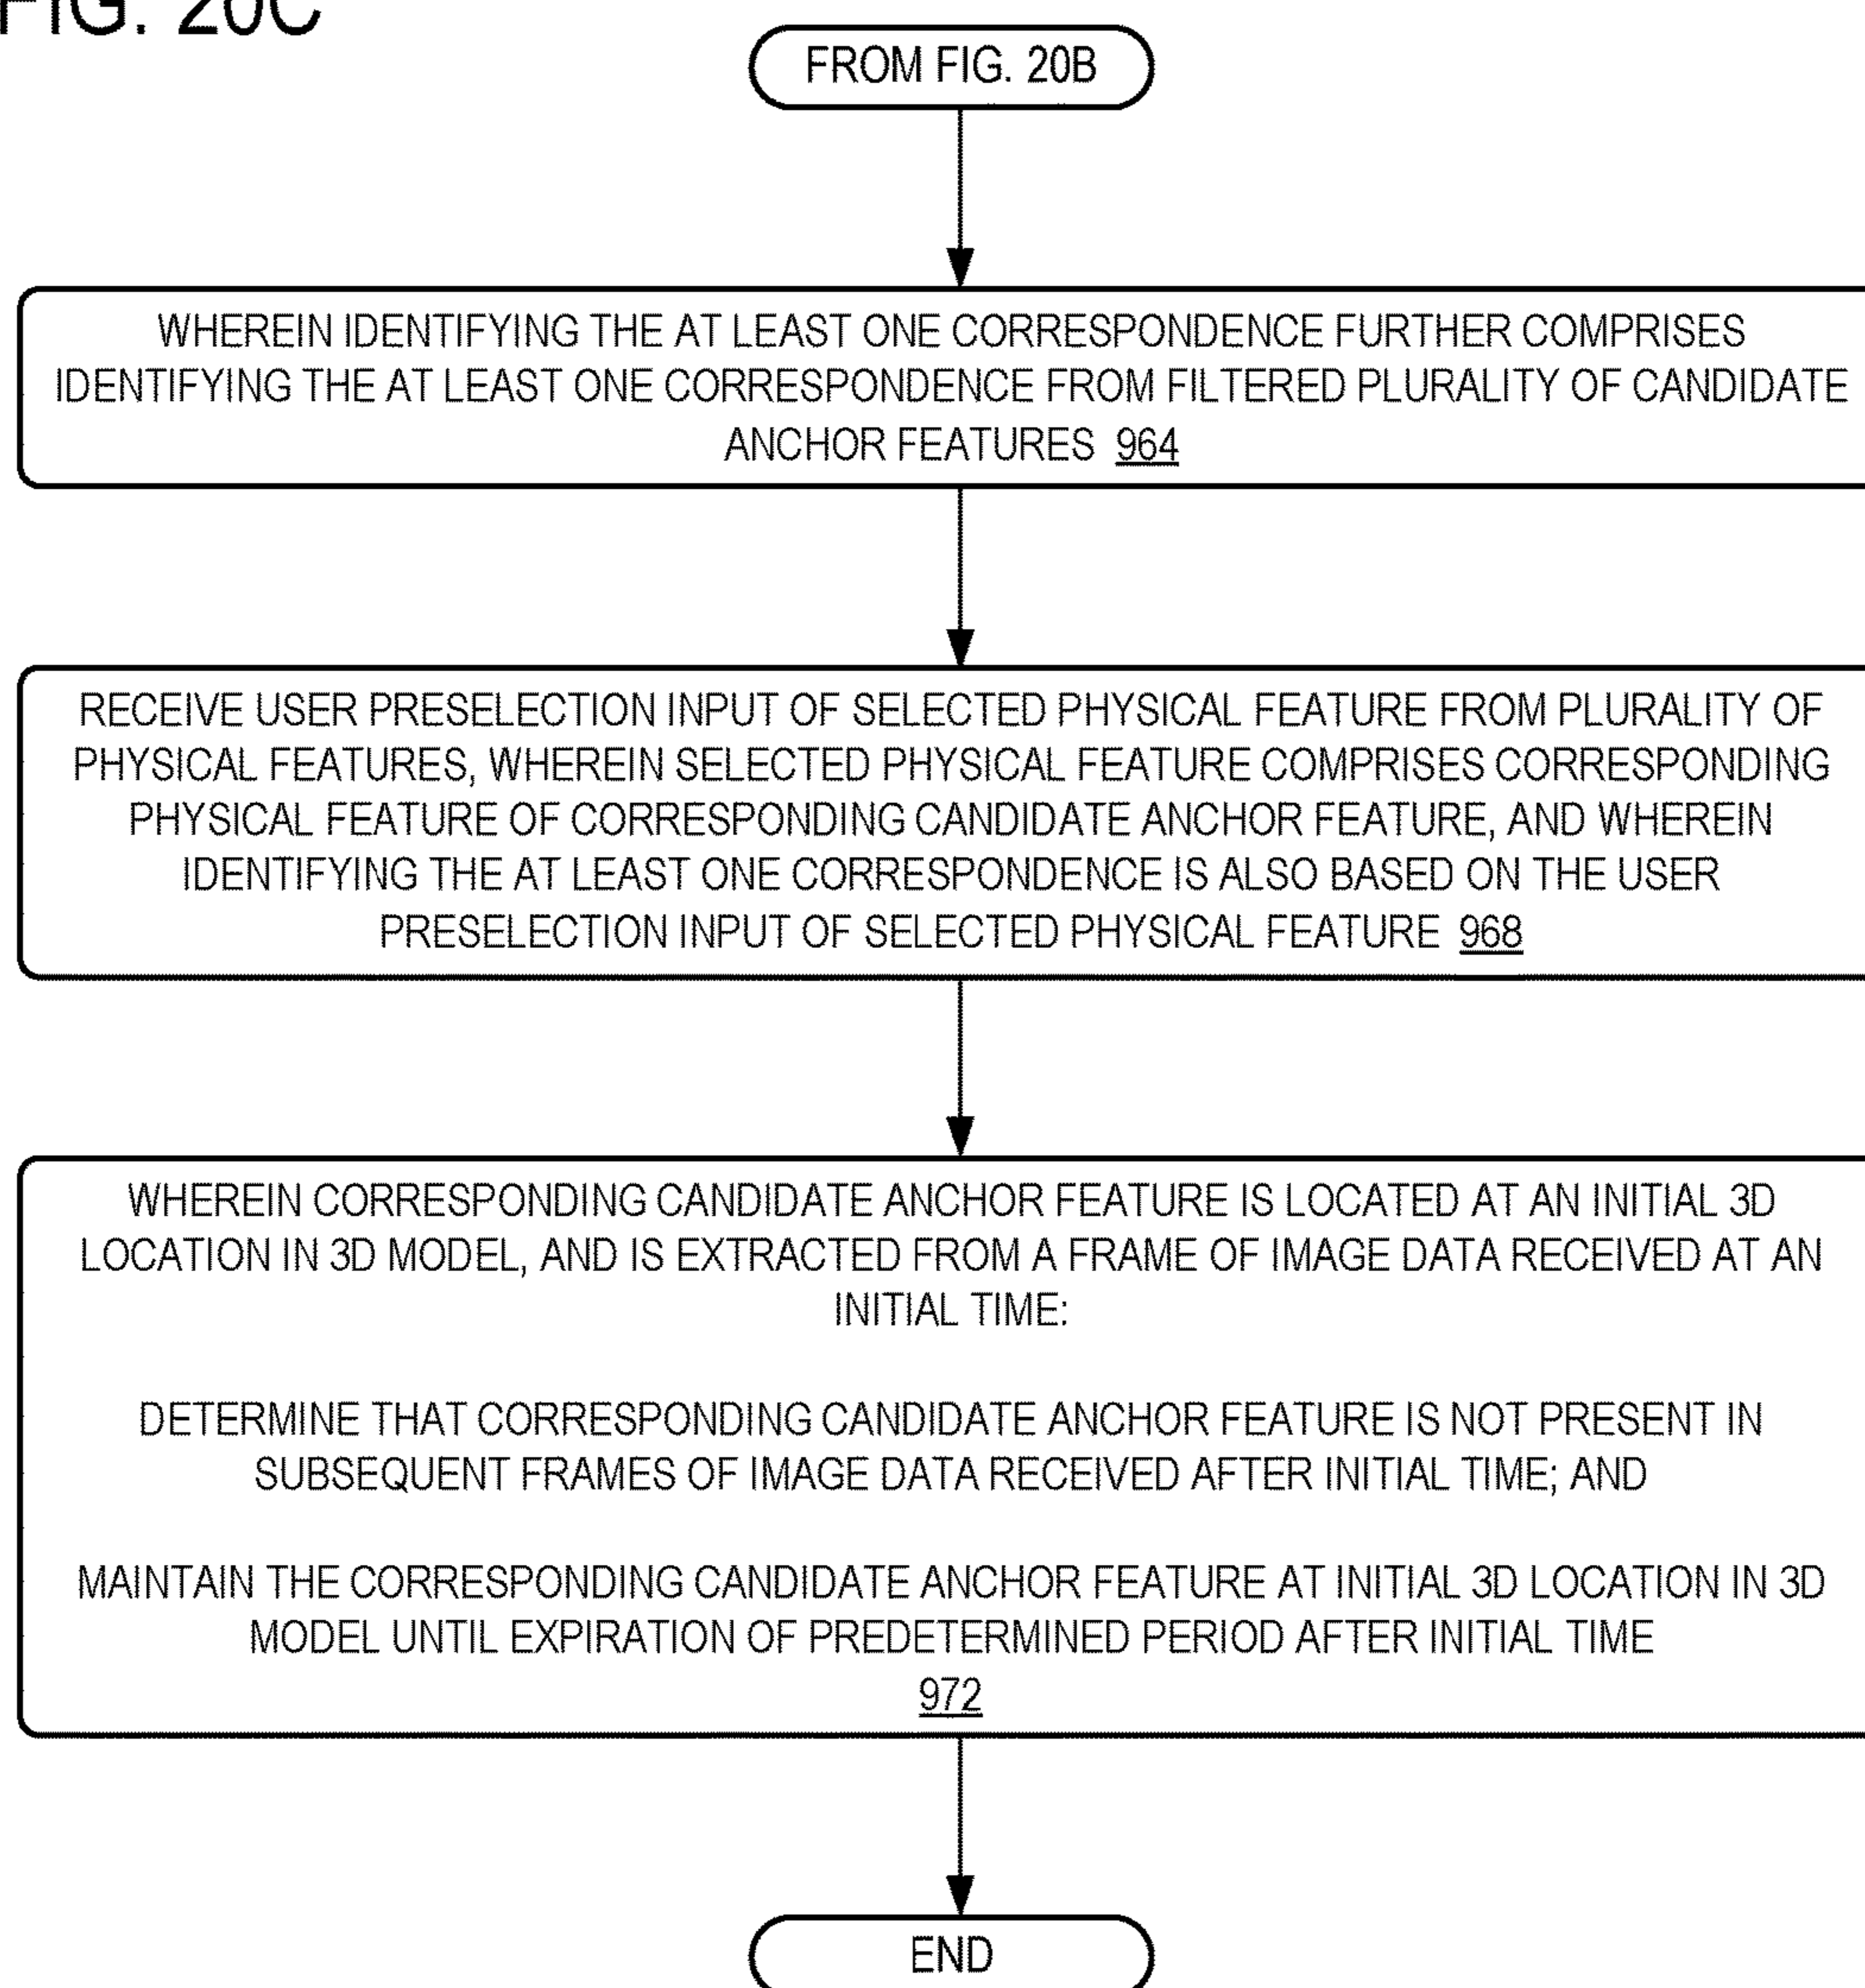 FIG. 20C
FROM FIG. 20B
WHEREIN IDENTIFYING THE AT LEAST ONE CORRESPONDENCE FURTHER COMPRISES
IDENTIFYING THE AT LEAST ONE CORRESPONDENCE FROM FILTERED PLURALITY OF CANDIDATE
ANCHOR FEATURES 964
RECEIVE USER PRESELECTION INPUT OF SELECTED PHYSICAL FEATURE FROM PLURALITY OF
PHYSICAL FEATURES, WHEREIN SELECTED PHYSICAL FEATURE COMPRISES CORRESPONDING
PHYSICAL FEATURE OF CORRESPONDING CANDIDATE ANCHOR FEATURE, AND WHEREIN
IDENTIFYING THE AT LEAST ONE CORRESPONDENCE IS ALSO BASED ON THE USER
PRESELECTION INPUT OF SELECTED PHYSICAL FEATURE 968
WHEREIN CORRESPONDING CANDIDATE ANCHOR FEATURE IS LOCATED AT AN INITIAL 3D
LOCATION IN 3D MODEL, AND IS EXTRACTED FROM A FRAME OF IMAGE DATA RECEIVED AT AN
INITIAL TIME:
DETERMINE THAT CORRESPONDING CANDIDATE ANCHOR FEATURE IS NOT PRESENT IN
SUBSEQUENT FRAMES OF IMAGE DATA RECEIVED AFTER INITIAL TIME; AND
MAINTAIN THE CORRESPONDING CANDIDATE ANCHOR FEATURE AT INITIAL 3D LOCATION IN 3D
MODEL UNTIL EXPIRATION OF PREDETERMINED PERIOD AFTER INITIAL TIME
972
END